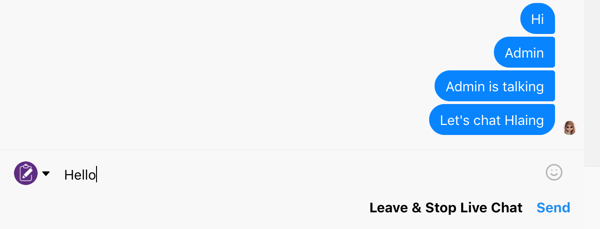 Hi
Admin
Admin is talking
Let's chat Hlaing
Hello
Leave & Stop Live Chat Send